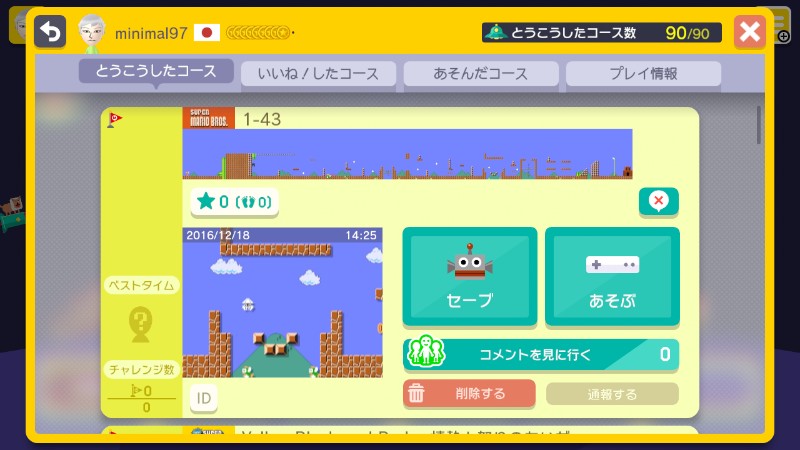 minimal97
とうこうしたコース数 90/90
とうこうしたコース
いいね!したコース
あそんだコース
プレイ情報
SUPER
MARIO BROS.
1-43
0 (0)
2016/12/18 14:25
ベストタイム
チャレンジ数
0
0
セーブ
あそぶ
コメントを見に行く 0
ID
削除する
通報する